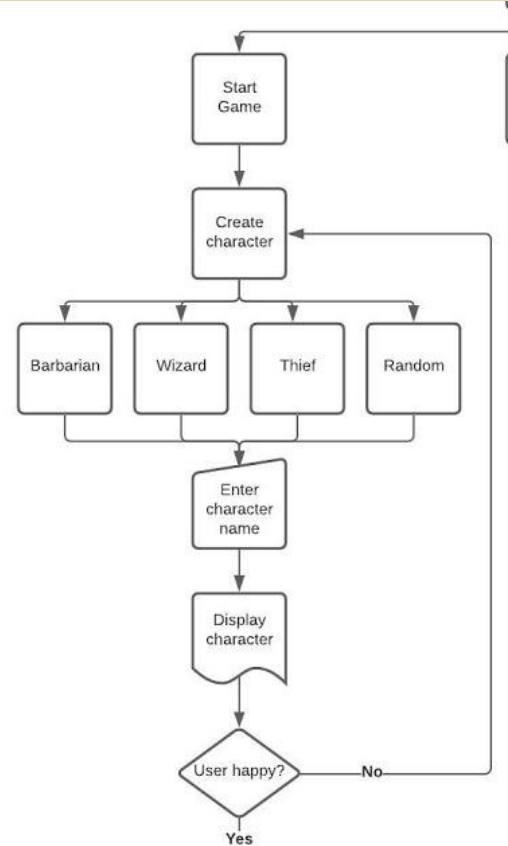 Start
Game
Create
character
Barbarian
Wizard
Thief
Random
Enter
character
name
Display
character
User happy?
No
Yes